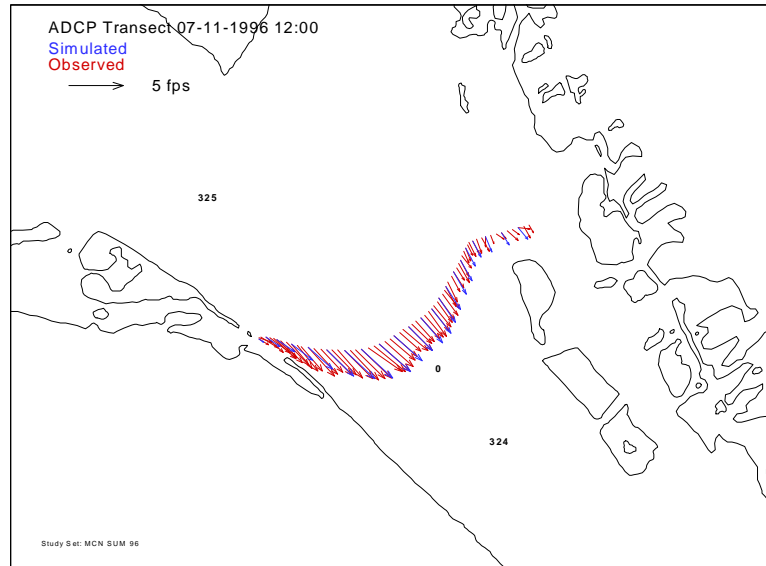 ADCP Transect 07-11-1996 12:00
Simulated
Observed
5 fps
325
0
324
Study Set: MCN SUM 96